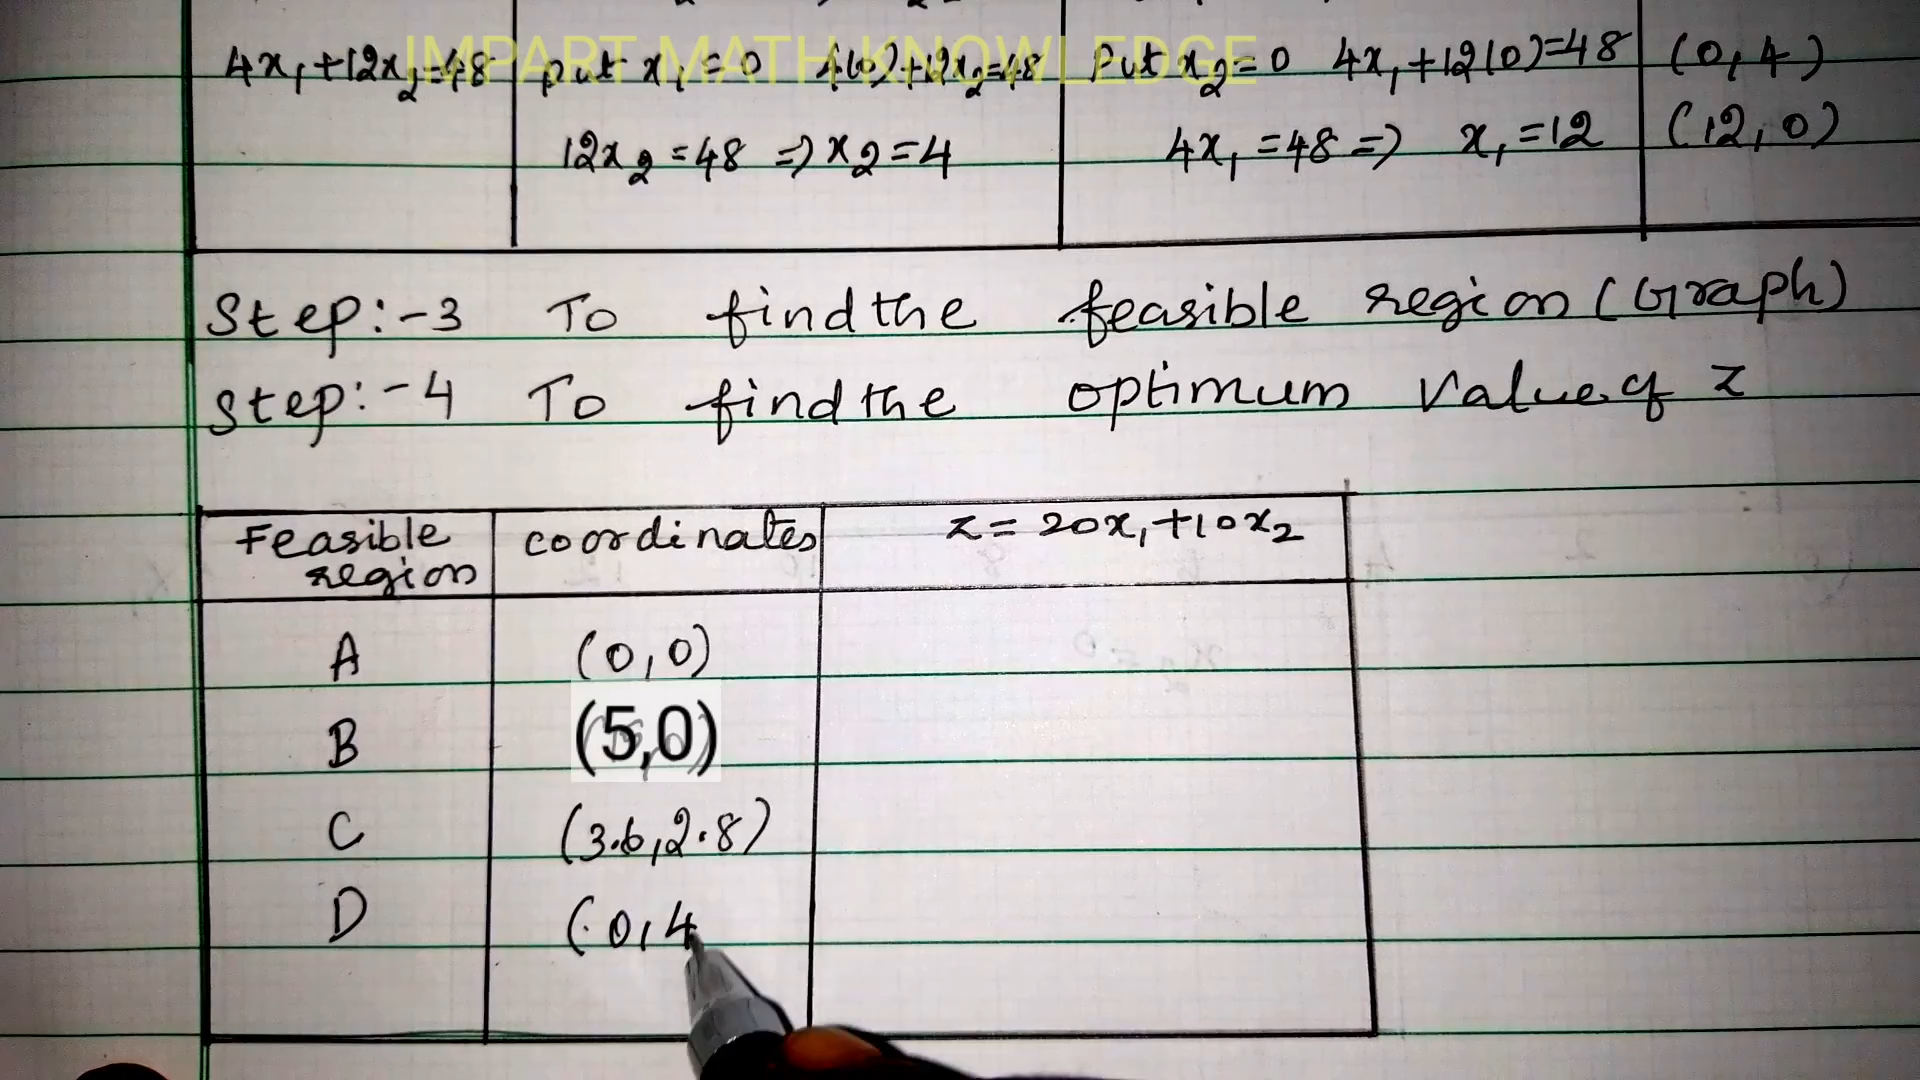 IMPART MATH KNOWLEDGE
4x₁+12x₂=48 put x₁=0 4(0)+12x₂=48 Put x₂=0 4x₁+12(0)=48 (0,4)
12x₂=48 => x₂=4 4x₁=48 => x₁=12 (12,0)
Step:-3 To find the feasible region (Graph)
Step:-4 To find the optimum value of z
Feasible region coordinates z=20x₁+10x₂
A (0,0)
B (5,0)
C (3.6,2.8)
D (0,4